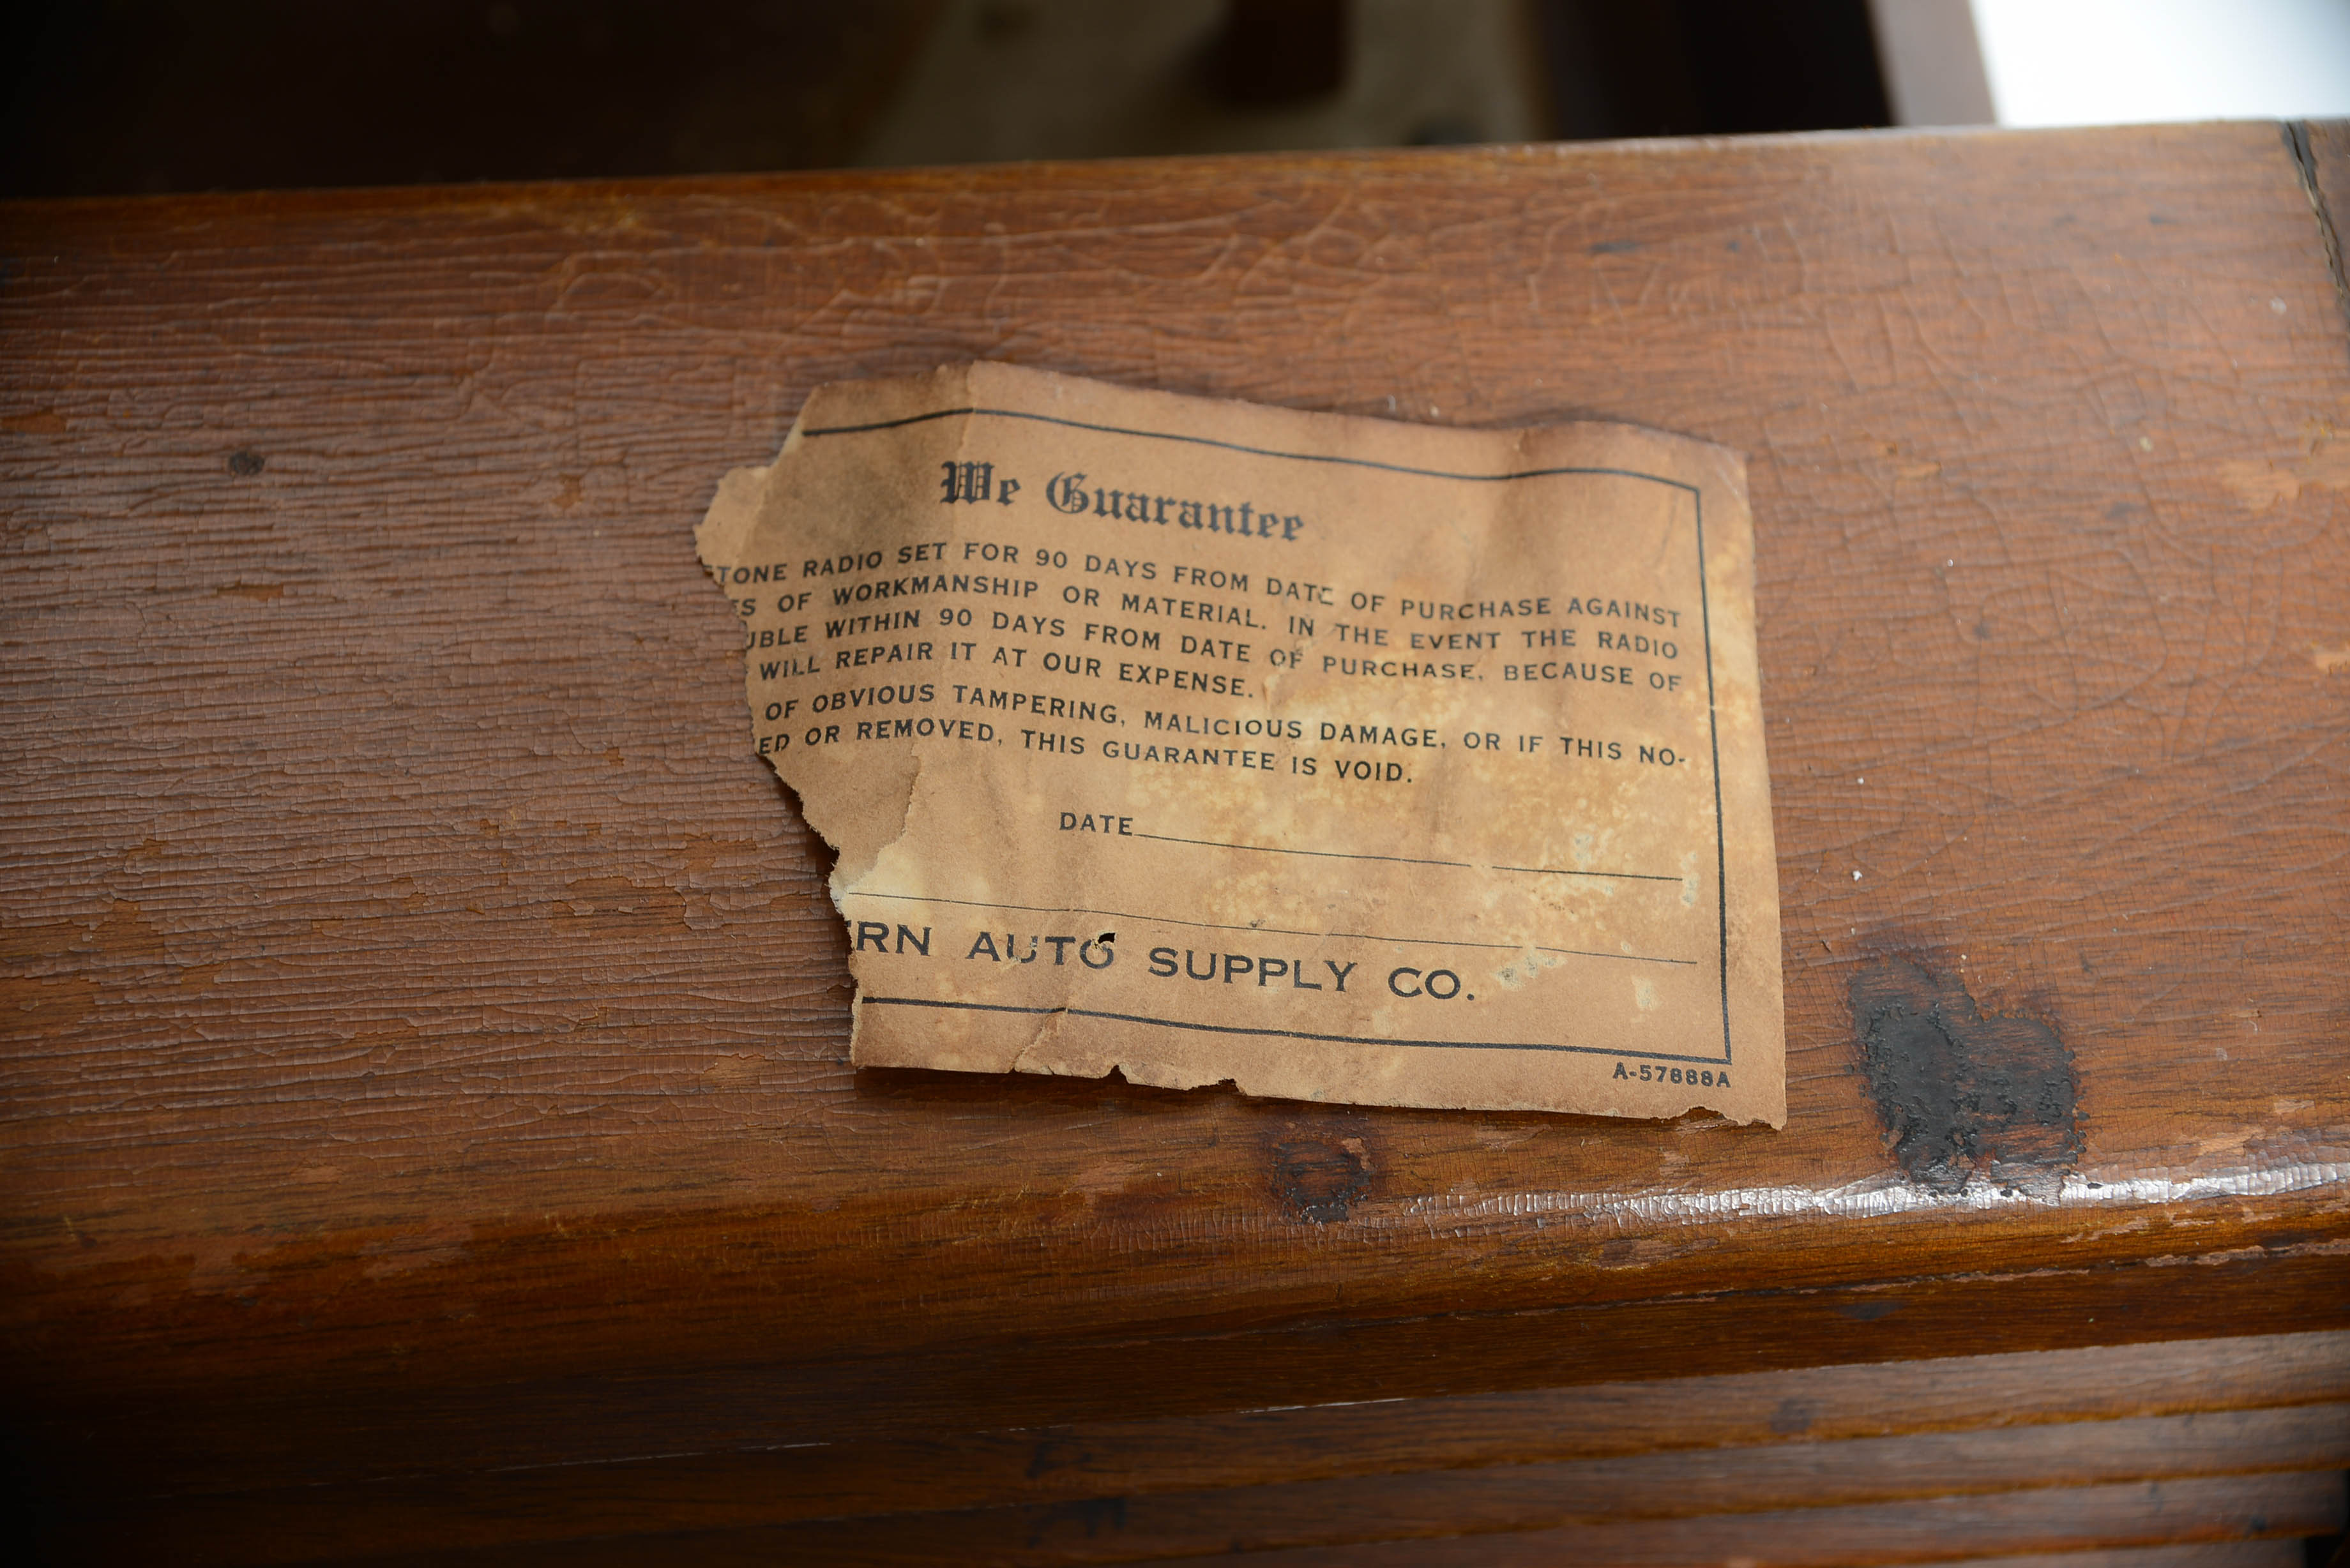 We Guarantee
STONE RADIO SET FOR 90 DAYS FROM DATE OF PURCHASE AGAINST
ES OF WORKMANSHIP OR MATERIAL. IN THE EVENT THE RADIO
UBLE WITHIN 90 DAYS FROM DATE OF PURCHASE, BECAUSE OF
WILL REPAIR IT AT OUR EXPENSE.
OF OBVIOUS TAMPERING, MALICIOUS DAMAGE, OR IF THIS NO-
ED OR REMOVED, THIS GUARANTEE IS VOID.
DATE
ERN AUTO SUPPLY CO.
A-57888A